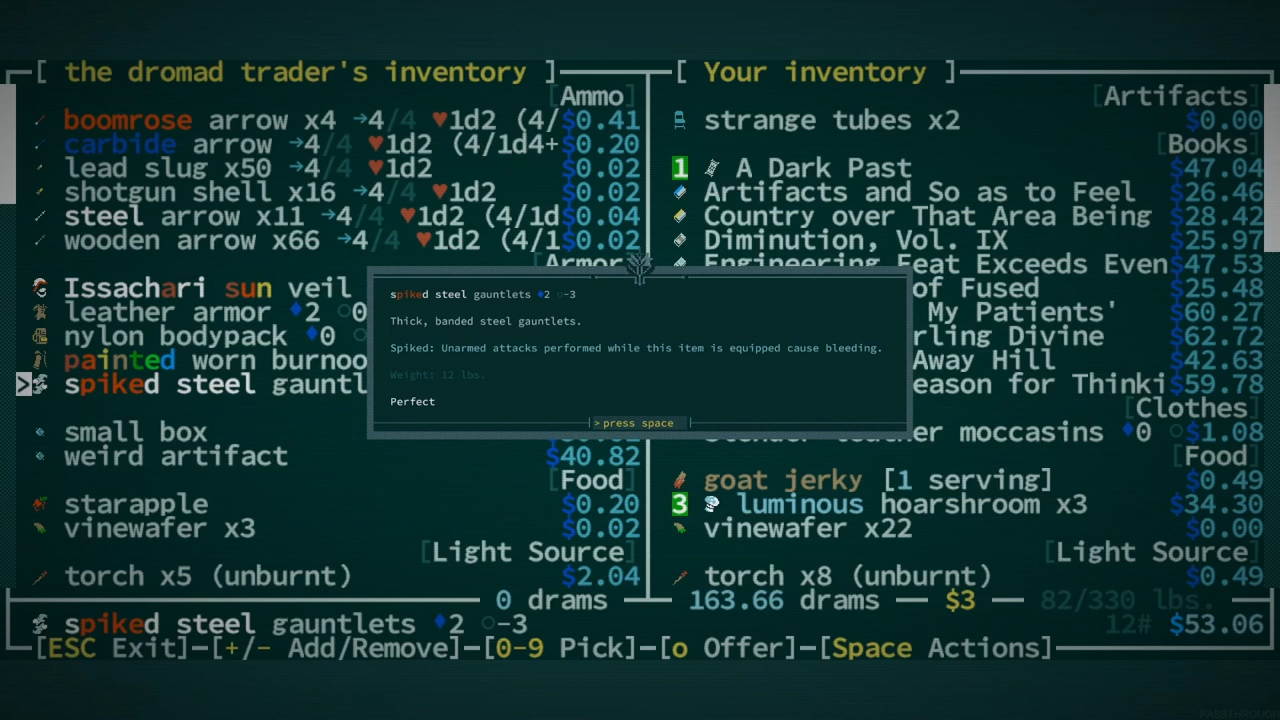 [ the dromad trader's inventory ]
[Ammo]
boomrose arrow x4 →4/4 ♥1d2 (4/ $0.41
carbide arrow →4/4 ♥1d2 (4/1d4+ $0.20
lead slug x50 →4/4 ♥1d2 $0.02
shotgun shell x16 →4/4 ♥1d2 $0.02
steel arrow x11 →4/4 ♥1d2 (4/1d $0.04
wooden arrow x66 →4/4 ♥1d2 (4/1 $0.02
[Armor]
Issachari sun veil
leather armor ♦2 ○0
nylon bodypack ♦0 ○
painted worn burnoo
> spiked steel gauntl
small box
weird artifact $40.82
[Food]
starapple $0.20
vinewafer x3 $0.02
[Light Source]
torch x5 (unburnt) $2.04
[ Your inventory ]
[Artifacts]
strange tubes x2 $0.00
[Books]
1 A Dark Past $47.04
Artifacts and So as to Feel $26.46
Country over That Area Being $28.42
Diminution, Vol. IX $25.97
Engineering Feat Exceeds Even $47.53
of Fused $25.48
My Patients' $60.27
rling Divine $62.72
Away Hill $42.63
eason for Thinki $59.78
[Clothes]
leather moccasins ♦0 ○ $1.08
[Food]
goat jerky [1 serving] $0.49
3 luminous hoarshroom x3 $34.30
vinewafer x22 $0.00
[Light Source]
torch x8 (unburnt) $0.49
spiked steel gauntlets ♦2 ○-3
Thick, banded steel gauntlets.
Spiked: Unarmed attacks performed while this item is equipped cause bleeding.
Weight: 12 lbs.
Perfect
>press space
0 drams 163.66 drams $3 82/330 lbs.
spiked steel gauntlets ♦2 ○-3 12# $53.06
[ESC Exit]—[+/- Add/Remove]—[0-9 Pick]—[o Offer]—[Space Actions]